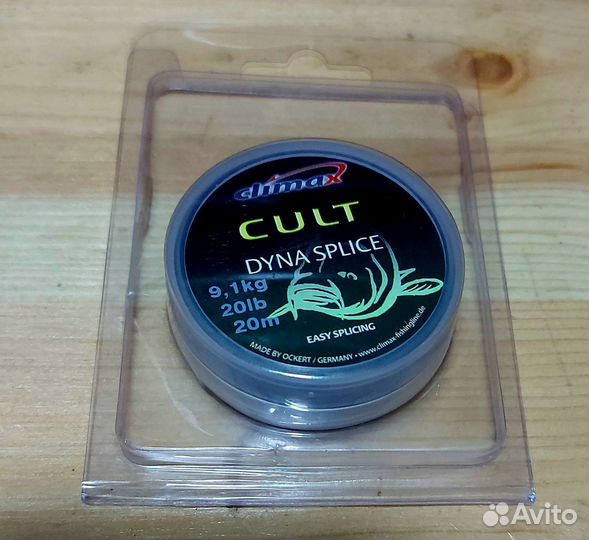 climax
CULT
DYNA SPLICE
9,1kg
20lb
20m
EASY SPLICING
MADE BY OCKERT / GERMANY - www.climax-fishingline.de
Avito